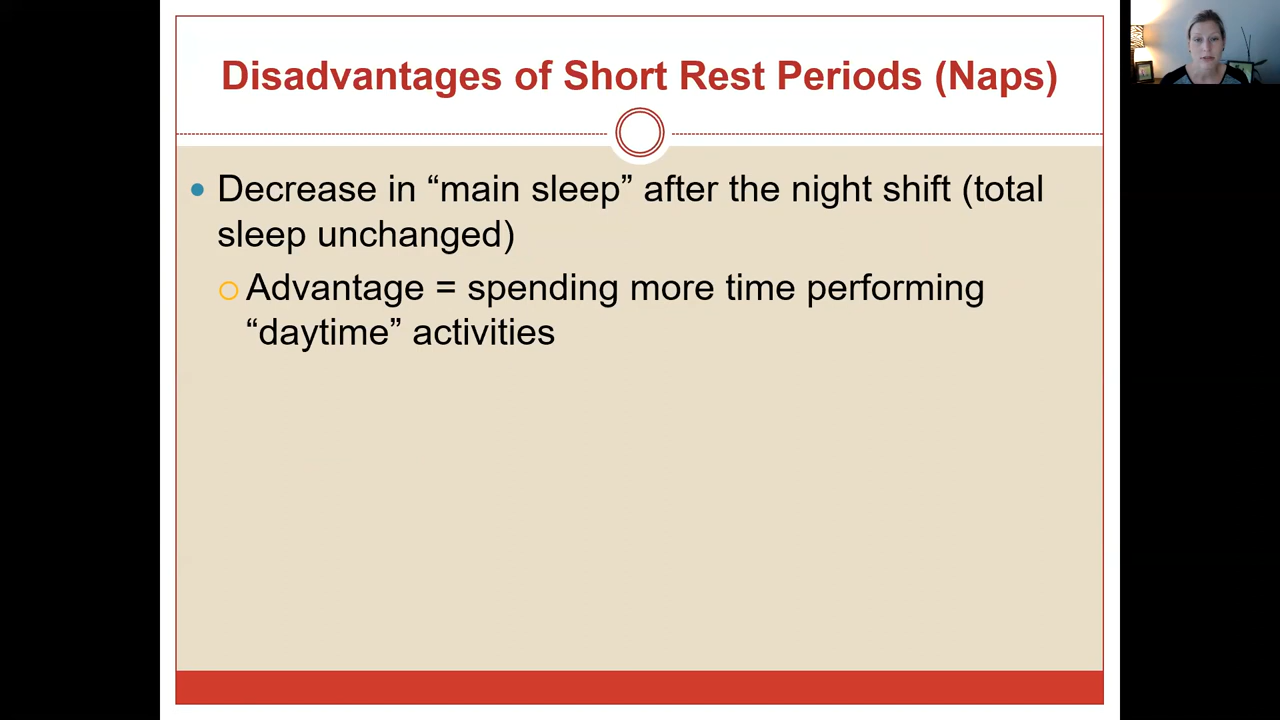 Disadvantages of Short Rest Periods (Naps)
Decrease in “main sleep” after the night shift (total
sleep unchanged)
Advantage = spending more time performing
“daytime” activities